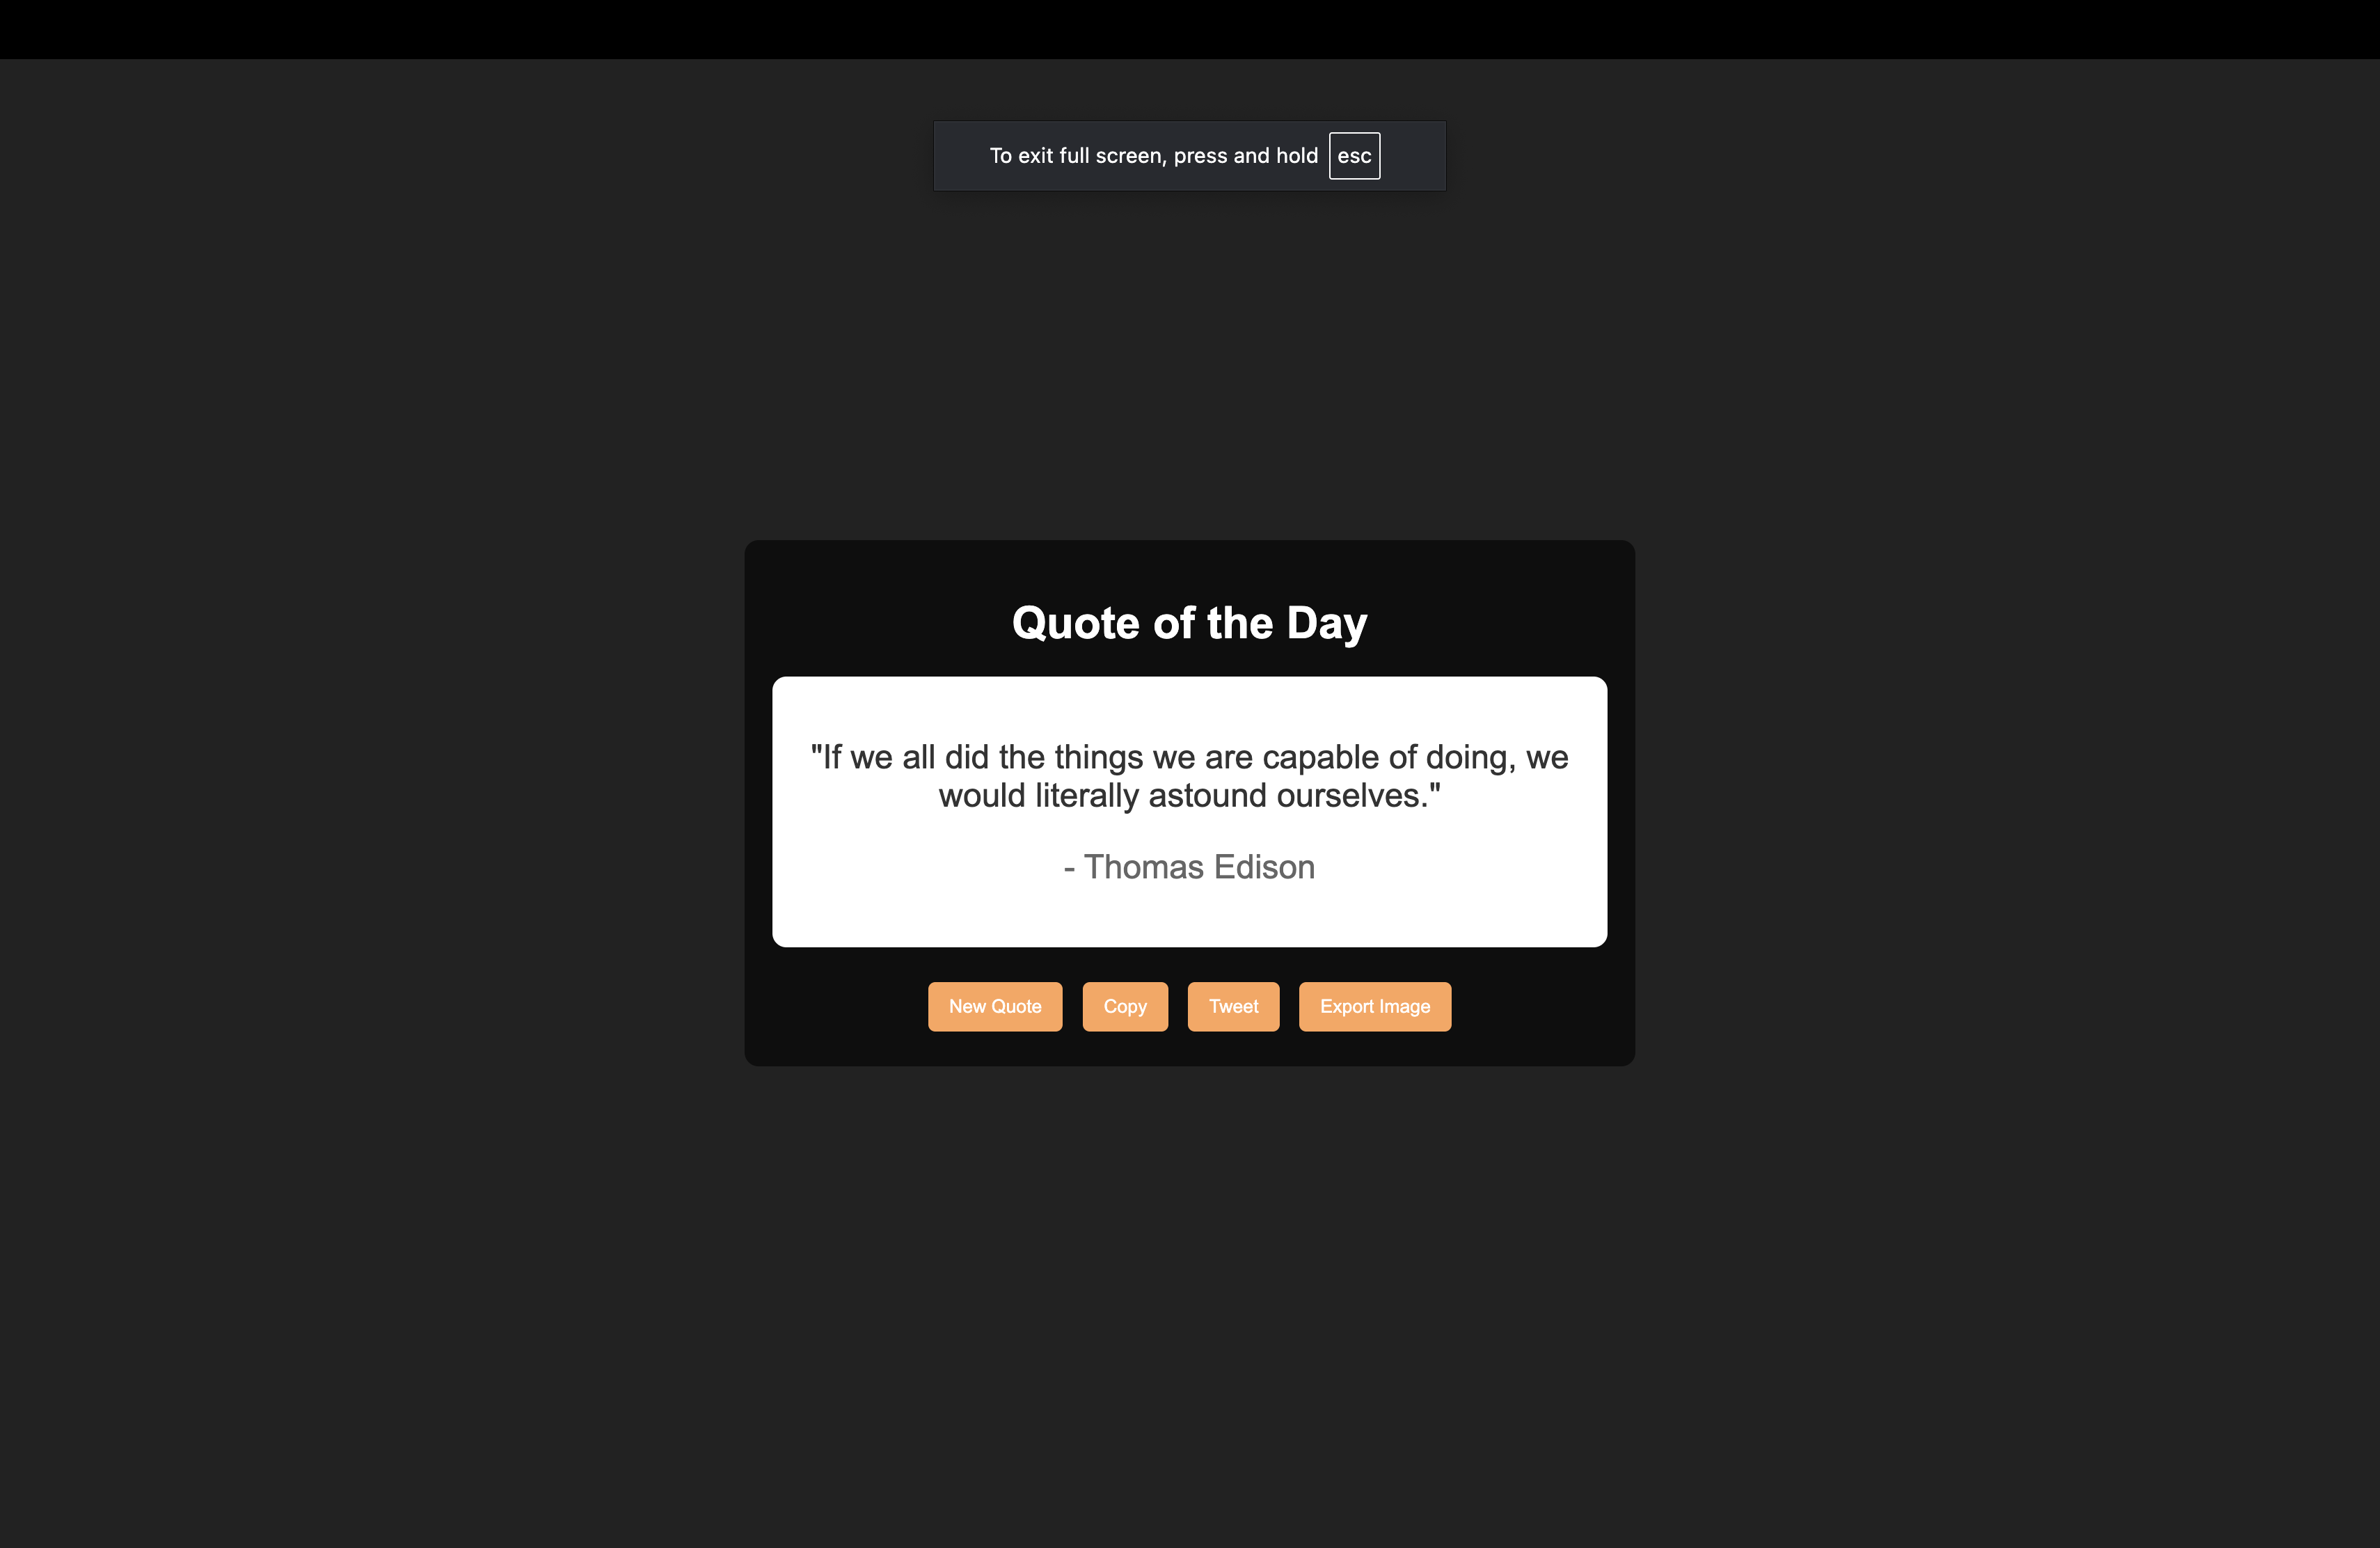 To exit full screen, press and hold esc
Quote of the Day
"If we all did the things we are capable of doing, we
would literally astound ourselves."
- Thomas Edison
New Quote Copy Tweet Export Image